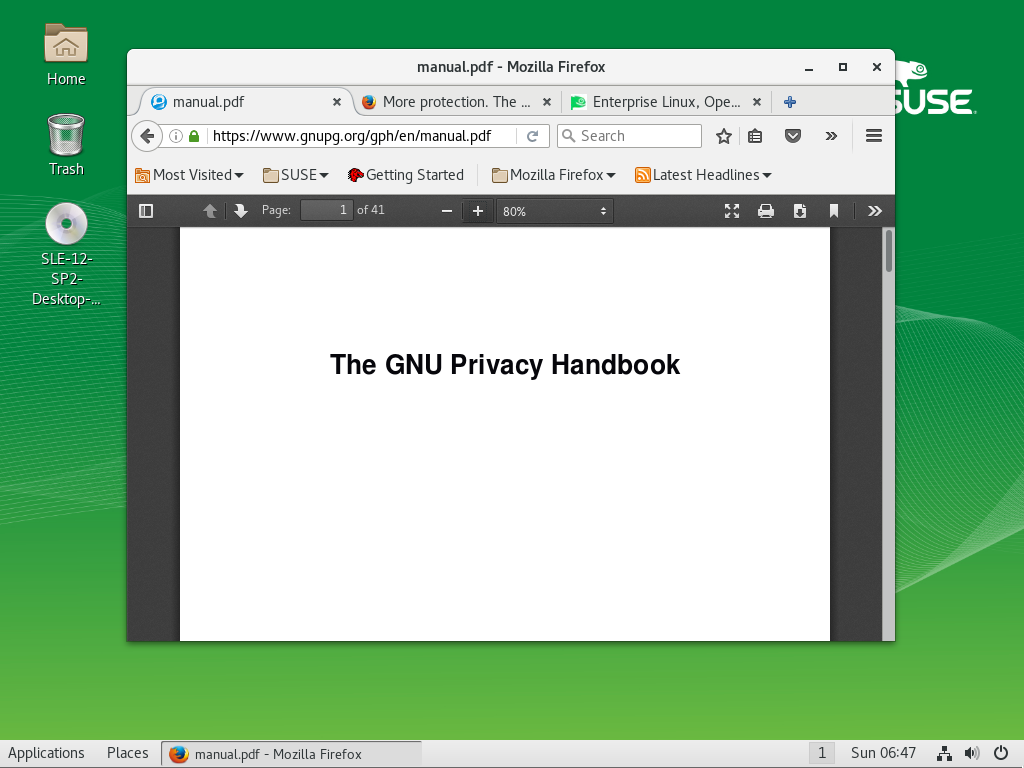 Home
Trash
SLE-12-
SP2-
Desktop-...
SUSE
manual.pdf - Mozilla Firefox
manual.pdf
More protection. The ...
Enterprise Linux, Ope...
https://www.gnupg.org/gph/en/manual.pdf
Search
Most Visited
SUSE
Getting Started
Mozilla Firefox
Latest Headlines
Page: 1 of 41
80%
The GNU Privacy Handbook
Applications
Places
manual.pdf - Mozilla Firefox
1
Sun 06:47